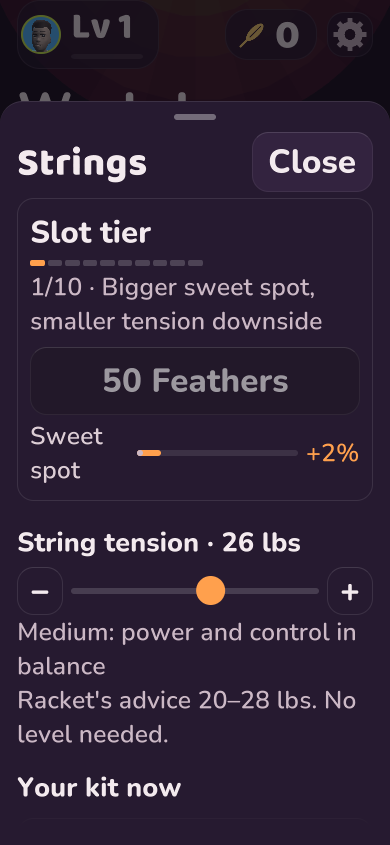 Lv 1
0
Strings
Close
Slot tier
1/10 · Bigger sweet spot,
smaller tension downside
50 Feathers
Sweet
spot
+2%
String tension · 26 lbs
−
+
Medium: power and control in
balance
Racket's advice 20–28 lbs. No
level needed.
Your kit now